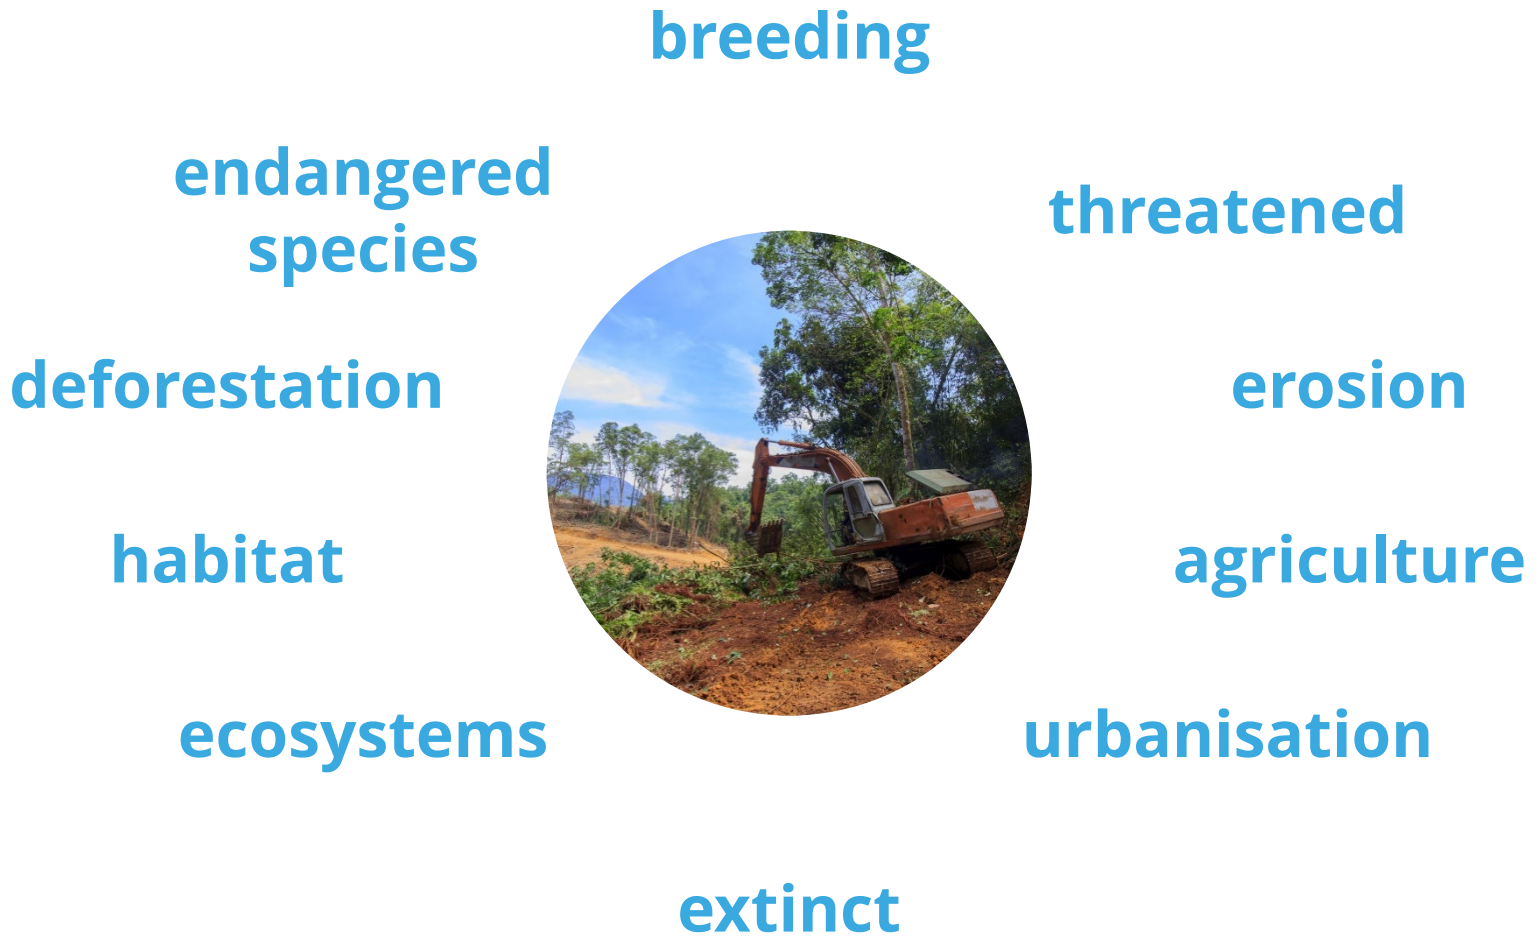 breeding
endangered
species
threatened
deforestation
erosion
habitat
agriculture
ecosystems
urbanisation
extinct